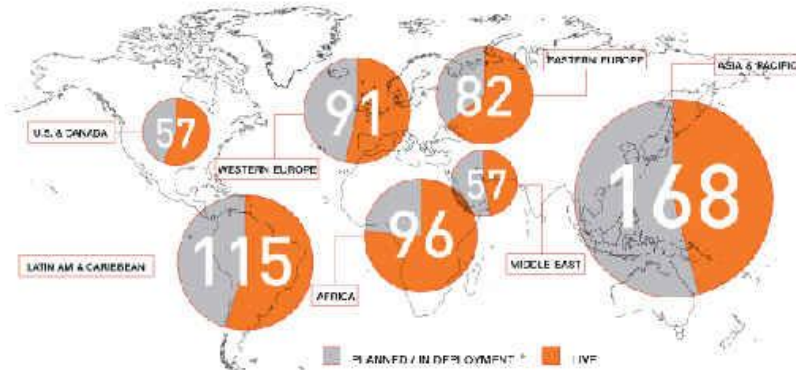 EASTERN EUROPE
ASIA & PACIFIC
82
91
57
U.S. & CANADA
WESTERN EUROPE
57
168
96
115
LATIN AM & CARIBBEAN
MIDDLE EAST
AFRICA
PLANNED / IN DEPLOYMENT *
LIVE